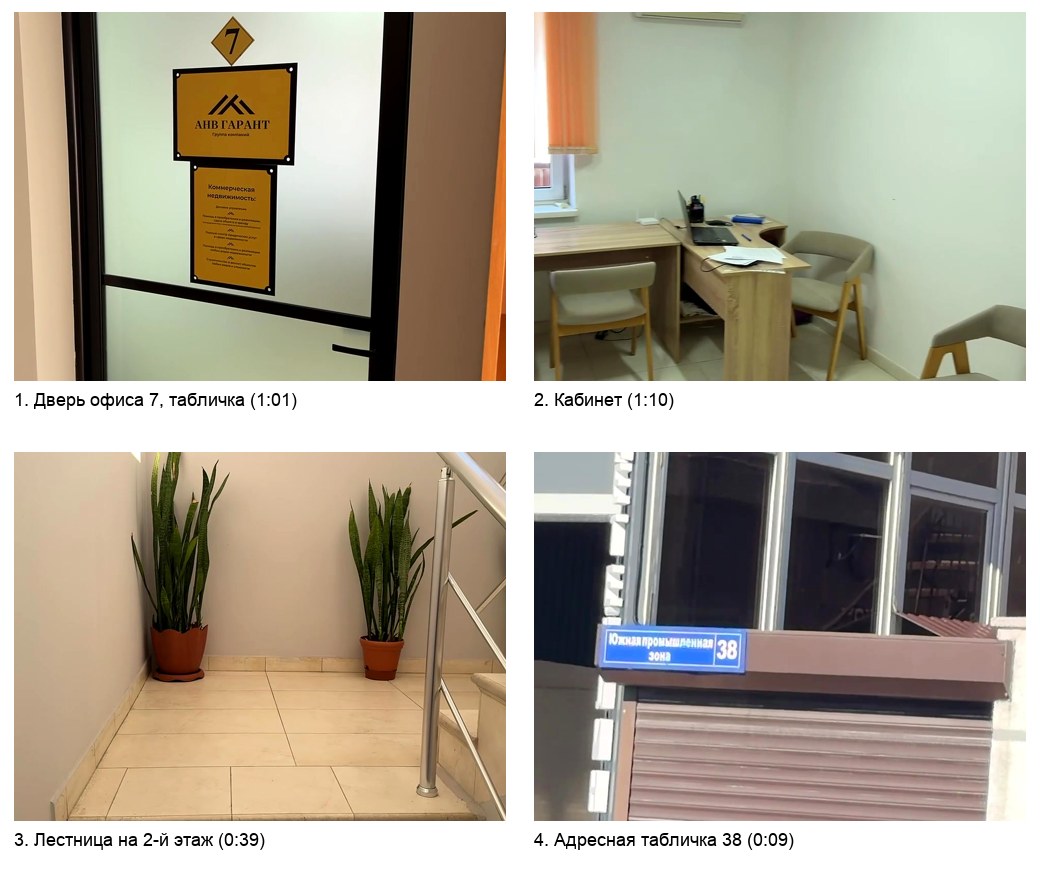 7
АНВ ГАРАНТ
Группа компаний
Коммерческая
недвижимость:
1. Дверь офиса 7, табличка (1:01)
2. Кабинет (1:10)
Южная промышленная
зона
38
3. Лестница на 2-й этаж (0:39)
4. Адресная табличка 38 (0:09)